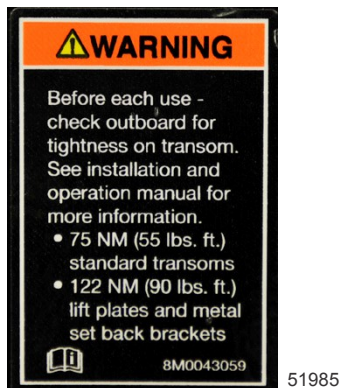 WARNING
Before each use -
check outboard for
tightness on transom.
See installation and
operation manual for
more information.
• 75 NM (55 lbs. ft.)
standard transoms
• 122 NM (90 lbs. ft.)
lift plates and metal
set back brackets
8M0043059
51985